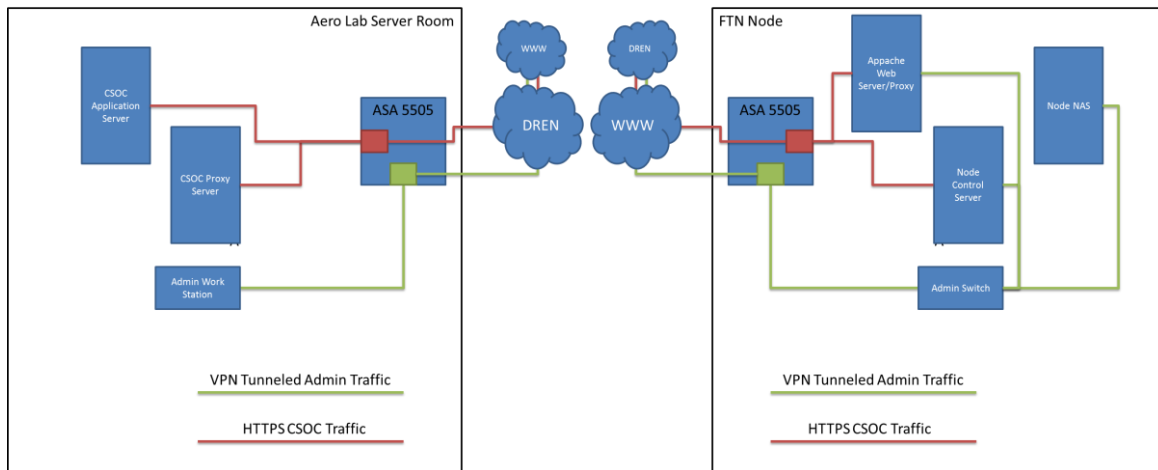 Aero Lab Server Room
CSOC
Application
Server
CSOC Proxy
Server
Admin Work
Station
ASA 5505
WWW
DREN
VPN Tunneled Admin Traffic
HTTPS CSOC Traffic
FTN Node
DREN
WWW
ASA 5505
Appache
Web
Server/Proxy
Node NAS
Node
Control
Server
Admin Switch
VPN Tunneled Admin Traffic
HTTPS CSOC Traffic